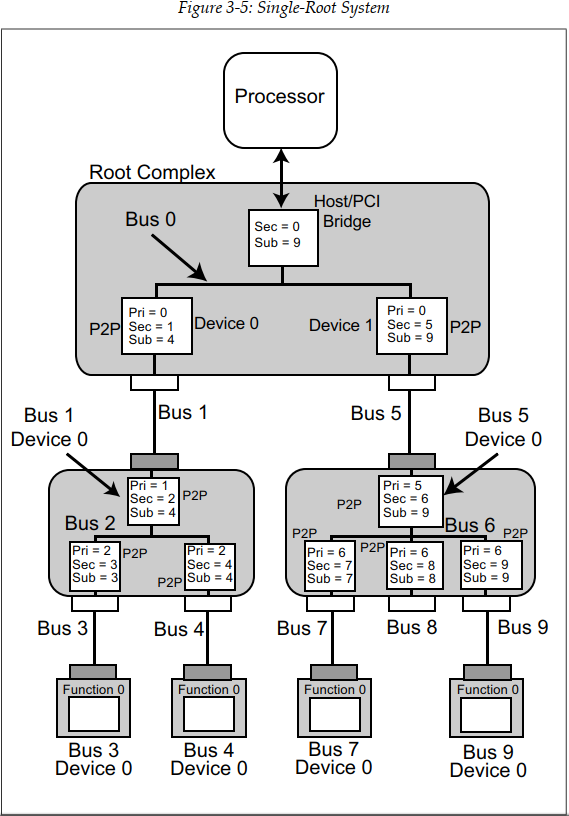 Figure 3-5: Single-Root System
Processor
Root Complex
Host/PCI
Bridge
Sec = 0
Sub = 9
Bus 0
P2P
Pri = 0
Sec = 1
Sub = 4
Device 0
Device 1
Pri = 0
Sec = 5
Sub = 9
P2P
Bus 1
Device 0
Bus 1
Bus 5
Bus 5
Device 0
Pri = 1
Sec = 2
Sub = 4
P2P
Bus 2
Pri = 2
Sec = 3
Sub = 3
P2P
P2P
Pri = 2
Sec = 4
Sub = 4
P2P
Pri = 5
Sec = 6
Sub = 9
Bus 6
P2P
Pri = 6
Sec = 7
Sub = 7
P2P
Pri = 6
Sec = 8
Sub = 8
P2P
Pri = 6
Sec = 9
Sub = 9
Bus 3
Bus 4
Bus 7
Bus 8
Bus 9
Function 0
Function 0
Function 0
Function 0
Bus 3
Device 0
Bus 4
Device 0
Bus 7
Device 0
Bus 9
Device 0